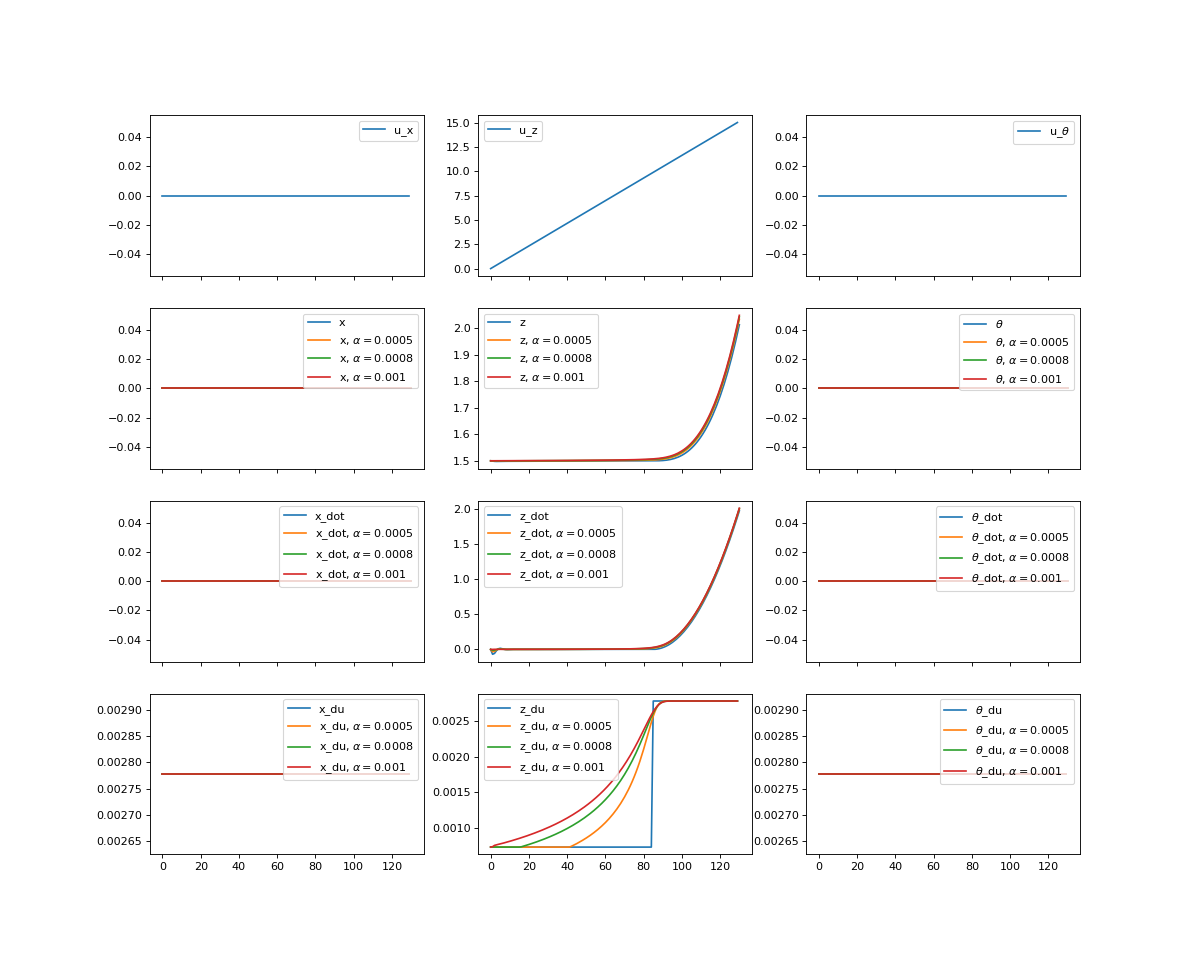 u_x
0.04
0.02
0.00
−0.02
−0.04
u_z
15.0
12.5
10.0
7.5
5.0
2.5
0.0
u_θ
0.04
0.02
0.00
−0.02
−0.04
x
x, α = 0.0005
x, α = 0.0008
x, α = 0.001
0.04
0.02
0.00
−0.02
−0.04
z
z, α = 0.0005
z, α = 0.0008
z, α = 0.001
2.0
1.9
1.8
1.7
1.6
1.5
θ
θ, α = 0.0005
θ, α = 0.0008
θ, α = 0.001
0.04
0.02
0.00
−0.02
−0.04
x_dot
x_dot, α = 0.0005
x_dot, α = 0.0008
x_dot, α = 0.001
0.04
0.02
0.00
−0.02
−0.04
z_dot
z_dot, α = 0.0005
z_dot, α = 0.0008
z_dot, α = 0.001
2.0
1.5
1.0
0.5
0.0
θ_dot
θ_dot, α = 0.0005
θ_dot, α = 0.0008
θ_dot, α = 0.001
0.04
0.02
0.00
−0.02
−0.04
x_du
x_du, α = 0.0005
x_du, α = 0.0008
x_du, α = 0.001
0.00290
0.00285
0.00280
0.00275
0.00270
0.00265
0 20 40 60 80 100 120
z_du
z_du, α = 0.0005
z_du, α = 0.0008
z_du, α = 0.001
0.0025
0.0020
0.0015
0.0010
0 20 40 60 80 100 120
θ_du
θ_du, α = 0.0005
θ_du, α = 0.0008
θ_du, α = 0.001
0.00290
0.00285
0.00280
0.00275
0.00270
0.00265
0 20 40 60 80 100 120